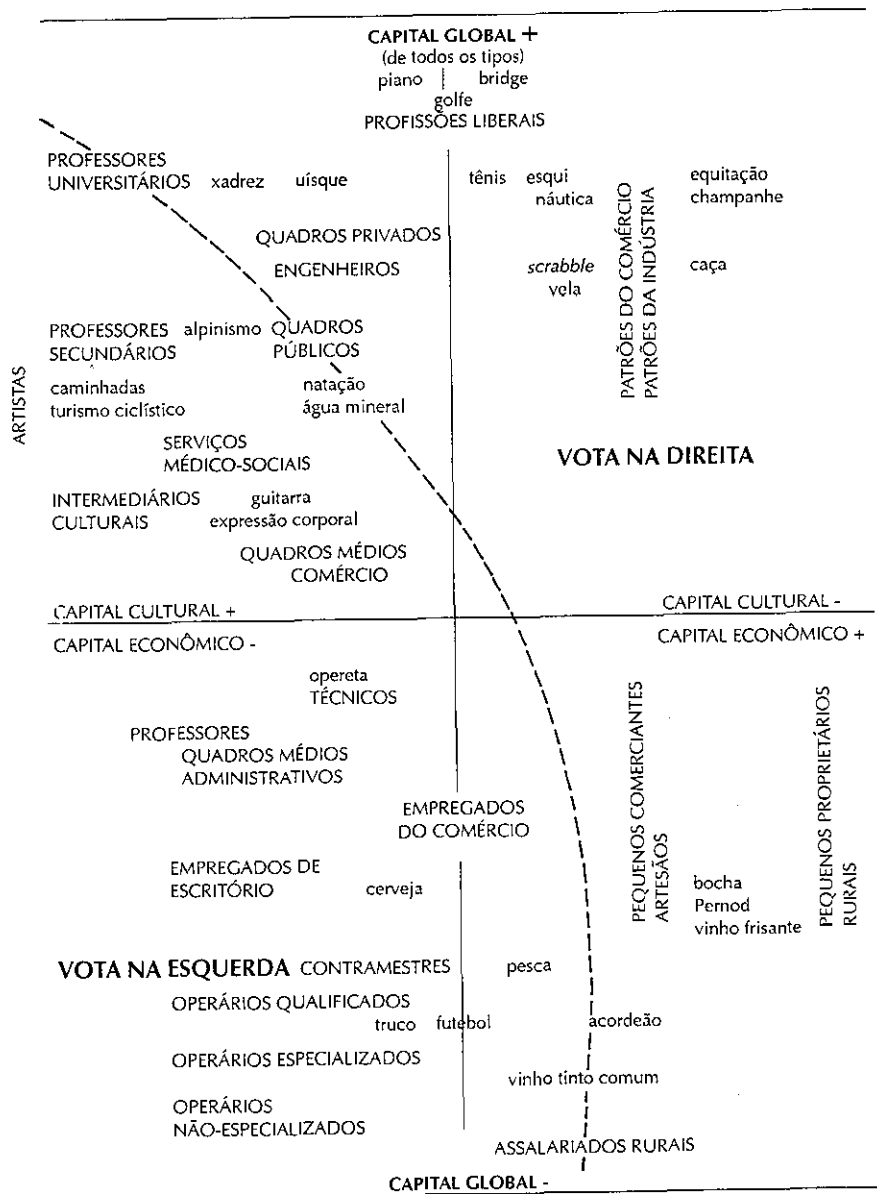 CAPITAL GLOBAL +
(de todos os tipos)
piano | bridge
golfe
PROFISSÕES LIBERAIS
PROFESSORES
UNIVERSITÁRIOS xadrez uísque
tênis esqui
náutica
equitação
champanhe
PATRÕES DO COMÉRCIO
PATRÕES DA INDÚSTRIA
QUADROS PRIVADOS
ENGENHEIROS
scrabble
vela
caça
PROFESSORES
SECUNDÁRIOS
alpinismo
QUADROS
PÚBLICOS
ARTISTAS
caminhadas
turismo ciclístico
natação
água mineral
SERVIÇOS
MÉDICO-SOCIAIS
VOTA NA DIREITA
INTERMEDIÁRIOS
CULTURAIS
guitarra
expressão corporal
QUADROS MÉDIOS
COMÉRCIO
CAPITAL CULTURAL +
CAPITAL CULTURAL -
CAPITAL ECONÔMICO -
CAPITAL ECONÔMICO +
opereta
TÉCNICOS
PROFESSORES
QUADROS MÉDIOS
ADMINISTRATIVOS
PEQUENOS COMERCIANTES
ARTESÃOS
PEQUENOS PROPRIETÁRIOS
RURAIS
EMPREGADOS
DO COMÉRCIO
EMPREGADOS DE
ESCRITÓRIO
cerveja
bocha
Pernod
vinho frisante
VOTA NA ESQUERDA CONTRAMESTRES pesca
OPERÁRIOS QUALIFICADOS
truco futebol acordeão
OPERÁRIOS ESPECIALIZADOS
vinho tinto comum
OPERÁRIOS
NÃO-ESPECIALIZADOS
ASSALARIADOS RURAIS
CAPITAL GLOBAL -